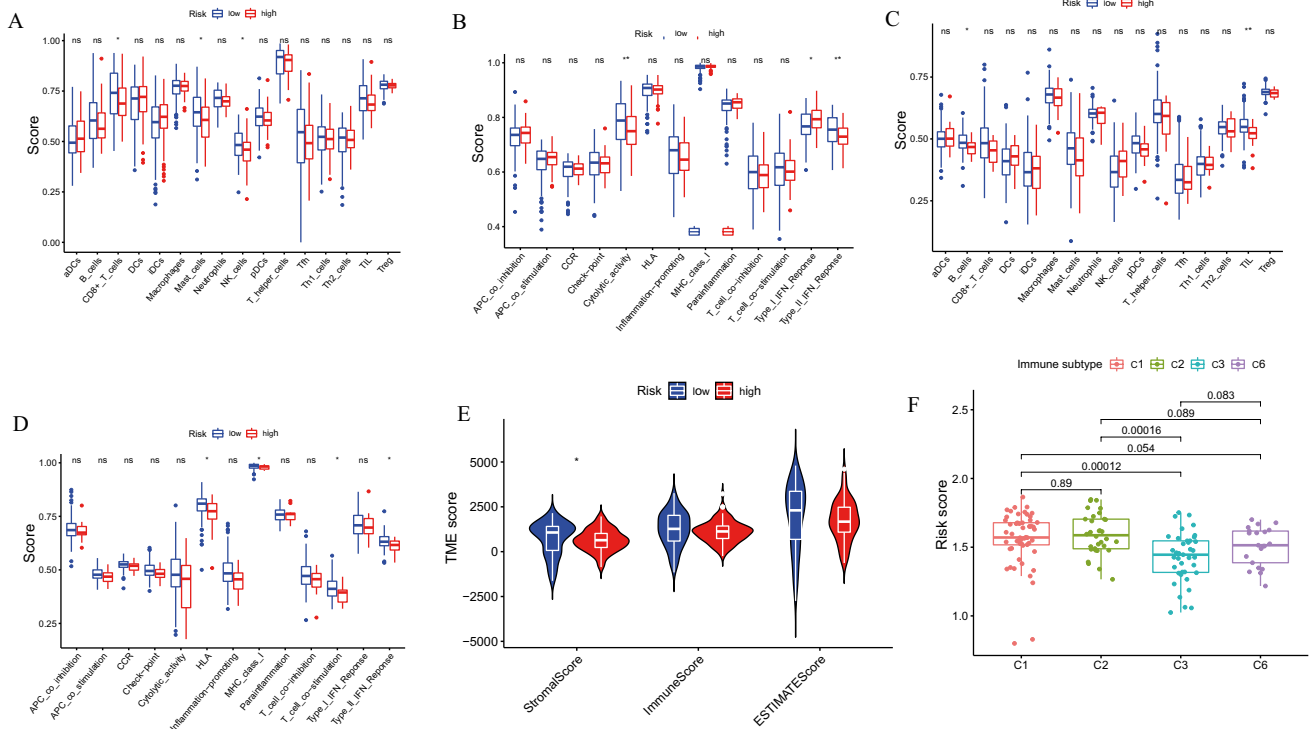 A
Risk low high
ns ns * ns ns ns * ns * ns ns ns ns ns ns ns
Score
1.00
0.75
0.50
0.25
0.00
aDCs
B_cells
CD8+_T_cells
DCs
iDCs
Macrophages
Mast_cells
Neutrophils
NK_cells
pDCs
T_helper_cells
Tfh
Th1_cells
Th2_cells
TIL
Treg
B
Risk low high
ns ns ns ns ** ns ns ns ns ns ns * **
Score
1.0
0.8
0.6
0.4
APC_co_inhibition
APC_co_stimulation
CCR
Check-point
Cytolytic_activity
HLA
Inflammation-promoting
MHC_class_I
Parainflammation
T_cell_co-inhibition
T_cell_co-stimulation
Type_I_IFN_Reponse
Type_II_IFN_Reponse
C
Risk low high
ns * ns ns ns ns ns ns ns ns ns ns ns ns ** ns
Score
0.75
0.50
0.25
aDCs
B_cells
CD8+_T_cells
DCs
iDCs
Macrophages
Mast_cells
Neutrophils
NK_cells
pDCs
T_helper_cells
Tfh
Th1_cells
Th2_cells
TIL
Treg
D
Risk low high
ns ns ns ns ns * ns * ns ns * ns *
Score
1.00
0.75
0.50
0.25
APC_co_inhibition
APC_co_stimulation
CCR
Check-point
Cytolytic_activity
HLA
Inflammation-promoting
MHC_class_I
Parainflammation
T_cell_co-inhibition
T_cell_co-stimulation
Type_I_IFN_Reponse
Type_II_IFN_Reponse
E
Risk low high
*
TME score
5000
2500
0
−2500
−5000
StromalScore
ImmuneScore
ESTIMATEScore
F
Immune subtype C1 C2 C3 C6
0.083
0.089
0.00016
0.054
0.00012
0.89
Risk score
2.5
2.0
1.5
1.0
C1 C2 C3 C6